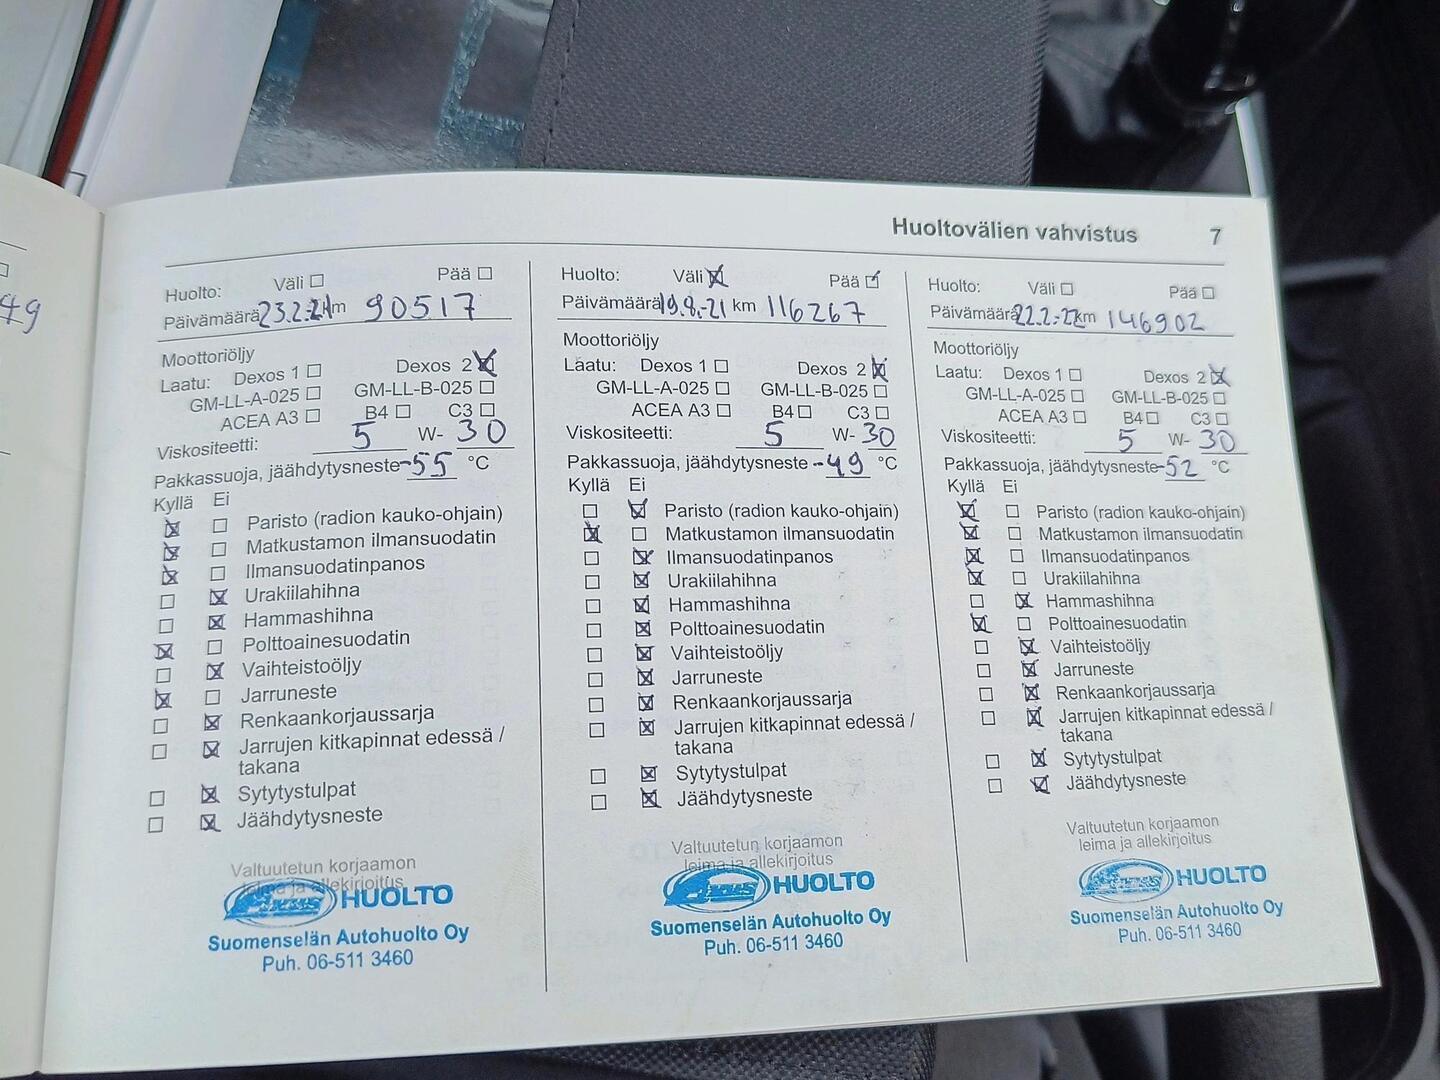 Huoltovälien vahvistus 7
49
Huolto: Väli Pää
Päivämäärä 23.2.-21 km 90517
Moottoriöljy
Laatu: Dexos 1 Dexos 2
GM-LL-A-025 GM-LL-B-025
ACEA A3 B4 C3
Viskositeetti: 5 W- 30
Pakkassuoja, jäähdytysneste -55 °C
Kyllä Ei
Paristo (radion kauko-ohjain)
Matkustamon ilmansuodatin
Ilmansuodatinpanos
Urakiilahihna
Hammashihna
Polttoainesuodatin
Vaihteistoöljy
Jarruneste
Renkaankorjaussarja
Jarrujen kitkapinnat edessä /
takana
Sytytystulpat
Jäähdytysneste
Valtuutetun korjaamon
leima ja allekirjoitus
HUOLTO
Suomenselän Autohuolto Oy
Puh. 06-511 3460
Huolto: Väli Pää
Päivämäärä 19.8.-21 km 116267
Moottoriöljy
Laatu: Dexos 1 Dexos 2
GM-LL-A-025 GM-LL-B-025
ACEA A3 B4 C3
Viskositeetti: 5 W- 30
Pakkassuoja, jäähdytysneste -49 °C
Kyllä Ei
Paristo (radion kauko-ohjain)
Matkustamon ilmansuodatin
Ilmansuodatinpanos
Urakiilahihna
Hammashihna
Polttoainesuodatin
Vaihteistoöljy
Jarruneste
Renkaankorjaussarja
Jarrujen kitkapinnat edessä /
takana
Sytytystulpat
Jäähdytysneste
Valtuutetun korjaamon
leima ja allekirjoitus
HUOLTO
Suomenselän Autohuolto Oy
Puh. 06-511 3460
Huolto: Väli Pää
Päivämäärä 22.2.-22 km 146902
Moottoriöljy
Laatu: Dexos 1 Dexos 2
GM-LL-A-025 GM-LL-B-025
ACEA A3 B4 C3
Viskositeetti: 5 W- 30
Pakkassuoja, jäähdytysneste -52 °C
Kyllä Ei
Paristo (radion kauko-ohjain)
Matkustamon ilmansuodatin
Ilmansuodatinpanos
Urakiilahihna
Hammashihna
Polttoainesuodatin
Vaihteistoöljy
Jarruneste
Renkaankorjaussarja
Jarrujen kitkapinnat edessä /
takana
Sytytystulpat
Jäähdytysneste
Valtuutetun korjaamon
leima ja allekirjoitus
HUOLTO
Suomenselän Autohuolto Oy
Puh. 06-511 3460